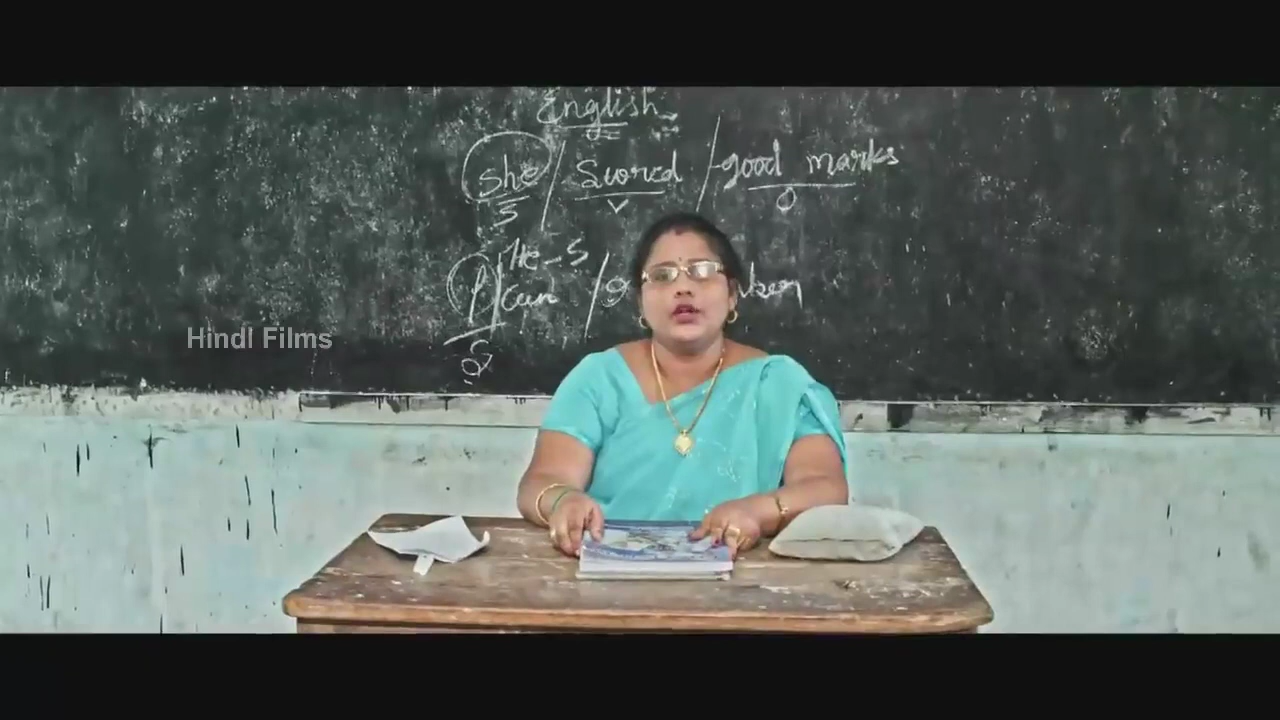 English
she / Scored / good marks
S V O
He - S
Hindi Films
S